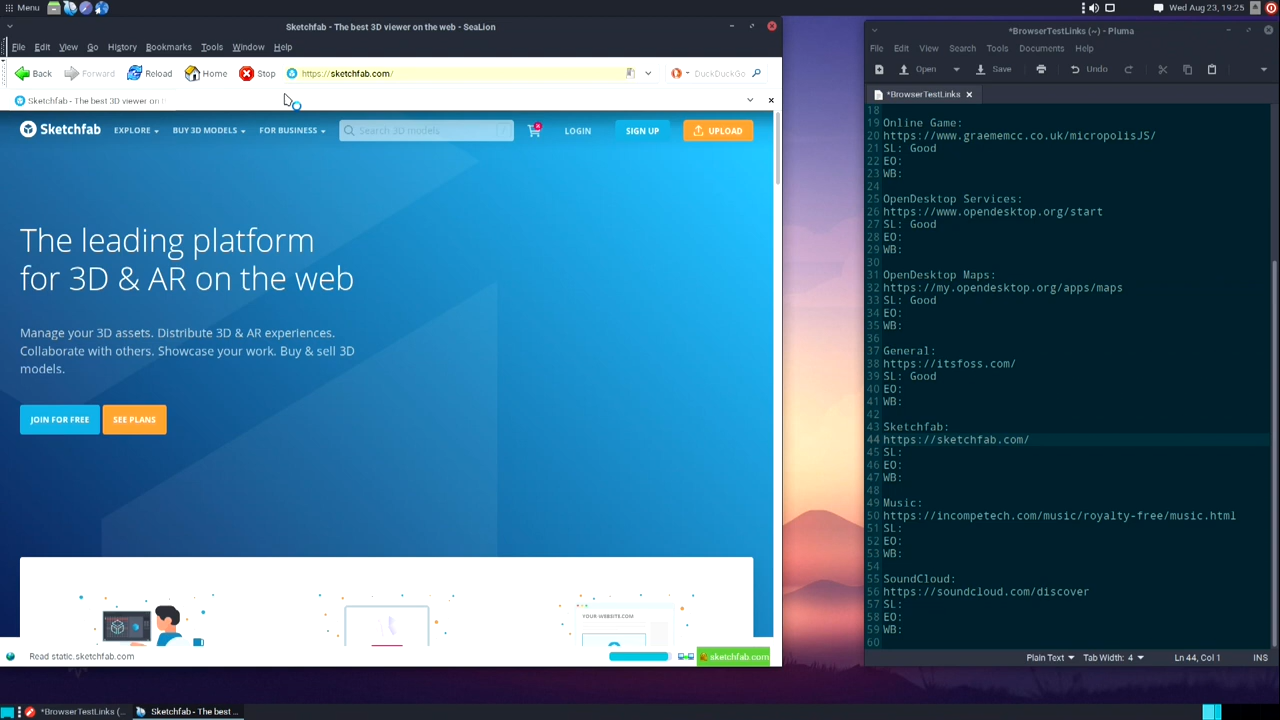 Menu
Wed Aug 23, 19:25
Sketchfab - The best 3D viewer on the web - SeaLion
File Edit View Go History Bookmarks Tools Window Help
Back Forward Reload Home Stop https://sketchfab.com/ DuckDuckGo
Sketchfab - The best 3D viewer on
Sketchfab EXPLORE BUY 3D MODELS FOR BUSINESS Search 3D models LOGIN SIGN UP UPLOAD
The leading platform
for 3D & AR on the web
Manage your 3D assets. Distribute 3D & AR experiences.
Collaborate with others. Showcase your work. Buy & sell 3D
models.
JOIN FOR FREE SEE PLANS
YOUR WEBSITE.COM
Read static.sketchfab.com
sketchfab.com
*BrowserTestLinks (~) - Pluma
File Edit View Search Tools Documents Help
Open Save Undo
*BrowserTestLinks
18
19 Online Game:
20 https://www.graememcc.co.uk/micropolisJS/
21 SL: Good
22 EO:
23 WB:
24
25 OpenDesktop Services:
26 https://www.opendesktop.org/start
27 SL: Good
28 EO:
29 WB:
30
31 OpenDesktop Maps:
32 https://my.opendesktop.org/apps/maps
33 SL: Good
34 EO:
35 WB:
36
37 General:
38 https://itsfoss.com/
39 SL: Good
40 EO:
41 WB:
42
43 Sketchfab:
44 https://sketchfab.com/
45 SL:
46 EO:
47 WB:
48
49 Music:
50 https://incompetech.com/music/royalty-free/music.html
51 SL:
52 EO:
53 WB:
54
55 SoundCloud:
56 https://soundcloud.com/discover
57 SL:
58 EO:
59 WB:
60
Plain Text Tab Width: 4 Ln 44, Col 1 INS
*BrowserTestLinks (... Sketchfab - The best ...